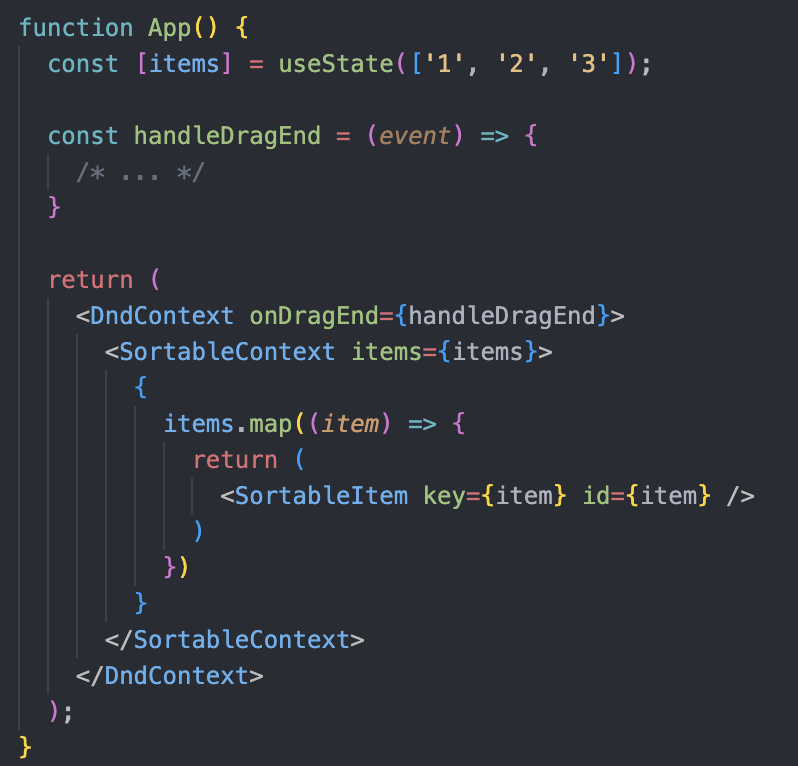 function App() {
  const [items] = useState(['1', '2', '3']);

  const handleDragEnd = (event) => {
    /* ... */
  }

  return (
    <DndContext onDragEnd={handleDragEnd}>
      <SortableContext items={items}>
        {
          items.map((item) => {
            return (
              <SortableItem key={item} id={item} />
            )
          })
        }
      </SortableContext>
    </DndContext>
  );
}